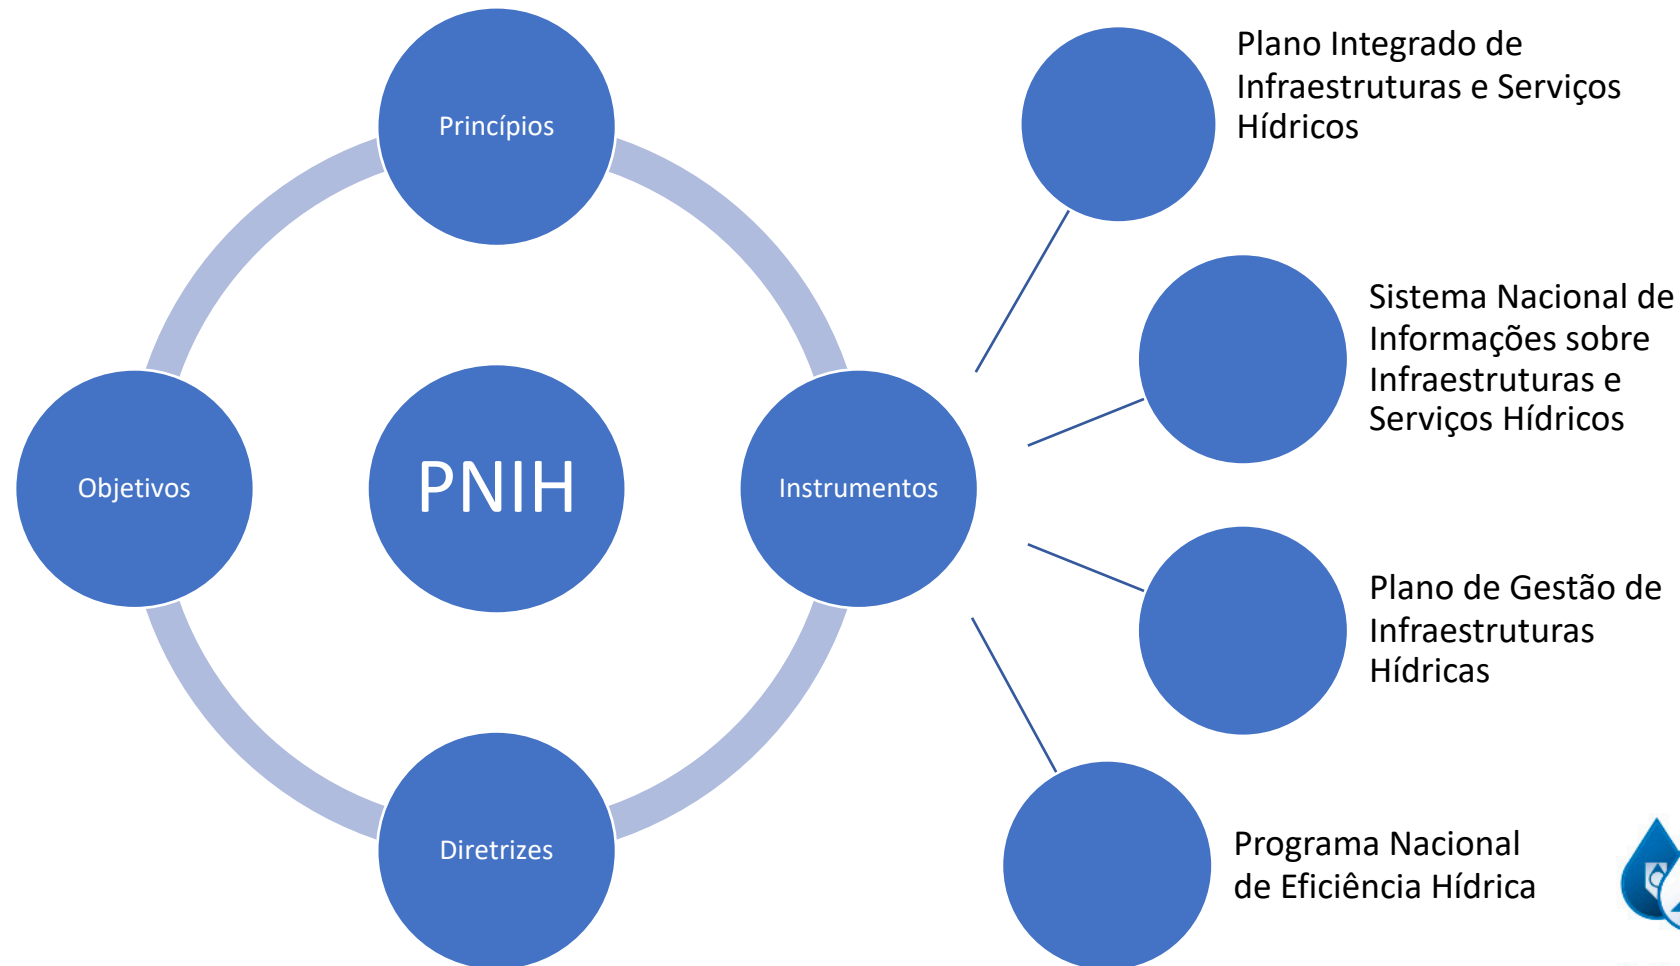 Princípios
Objetivos
PNIH
Instrumentos
Diretrizes
Plano Integrado de
Infraestruturas e Serviços
Hídricos
Sistema Nacional de
Informações sobre
Infraestruturas e
Serviços Hídricos
Plano de Gestão de
Infraestruturas
Hídricas
Programa Nacional
de Eficiência Hídrica